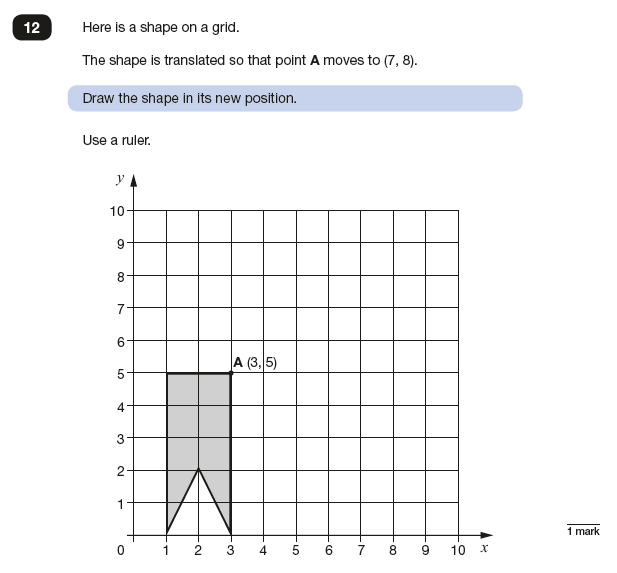 12
Here is a shape on a grid.
The shape is translated so that point A moves to (7, 8).
Draw the shape in its new position.
Use a ruler.
y
10
9
8
7
6
A (3, 5)
5
4
3
2
1
0 1 2 3 4 5 6 7 8 9 10 x
1 mark